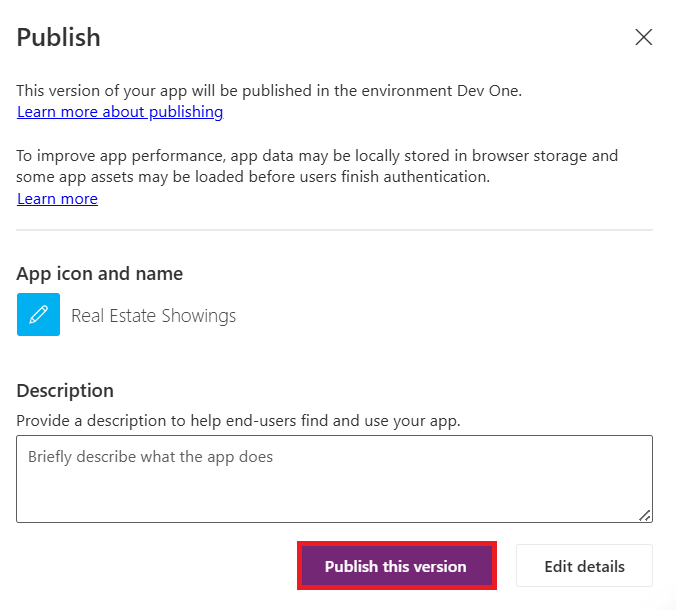 Publish
This version of your app will be published in the environment Dev One.
Learn more about publishing
To improve app performance, app data may be locally stored in browser storage and
some app assets may be loaded before users finish authentication.
Learn more
App icon and name
Real Estate Showings
Description
Provide a description to help end-users find and use your app.
Briefly describe what the app does
Publish this version
Edit details